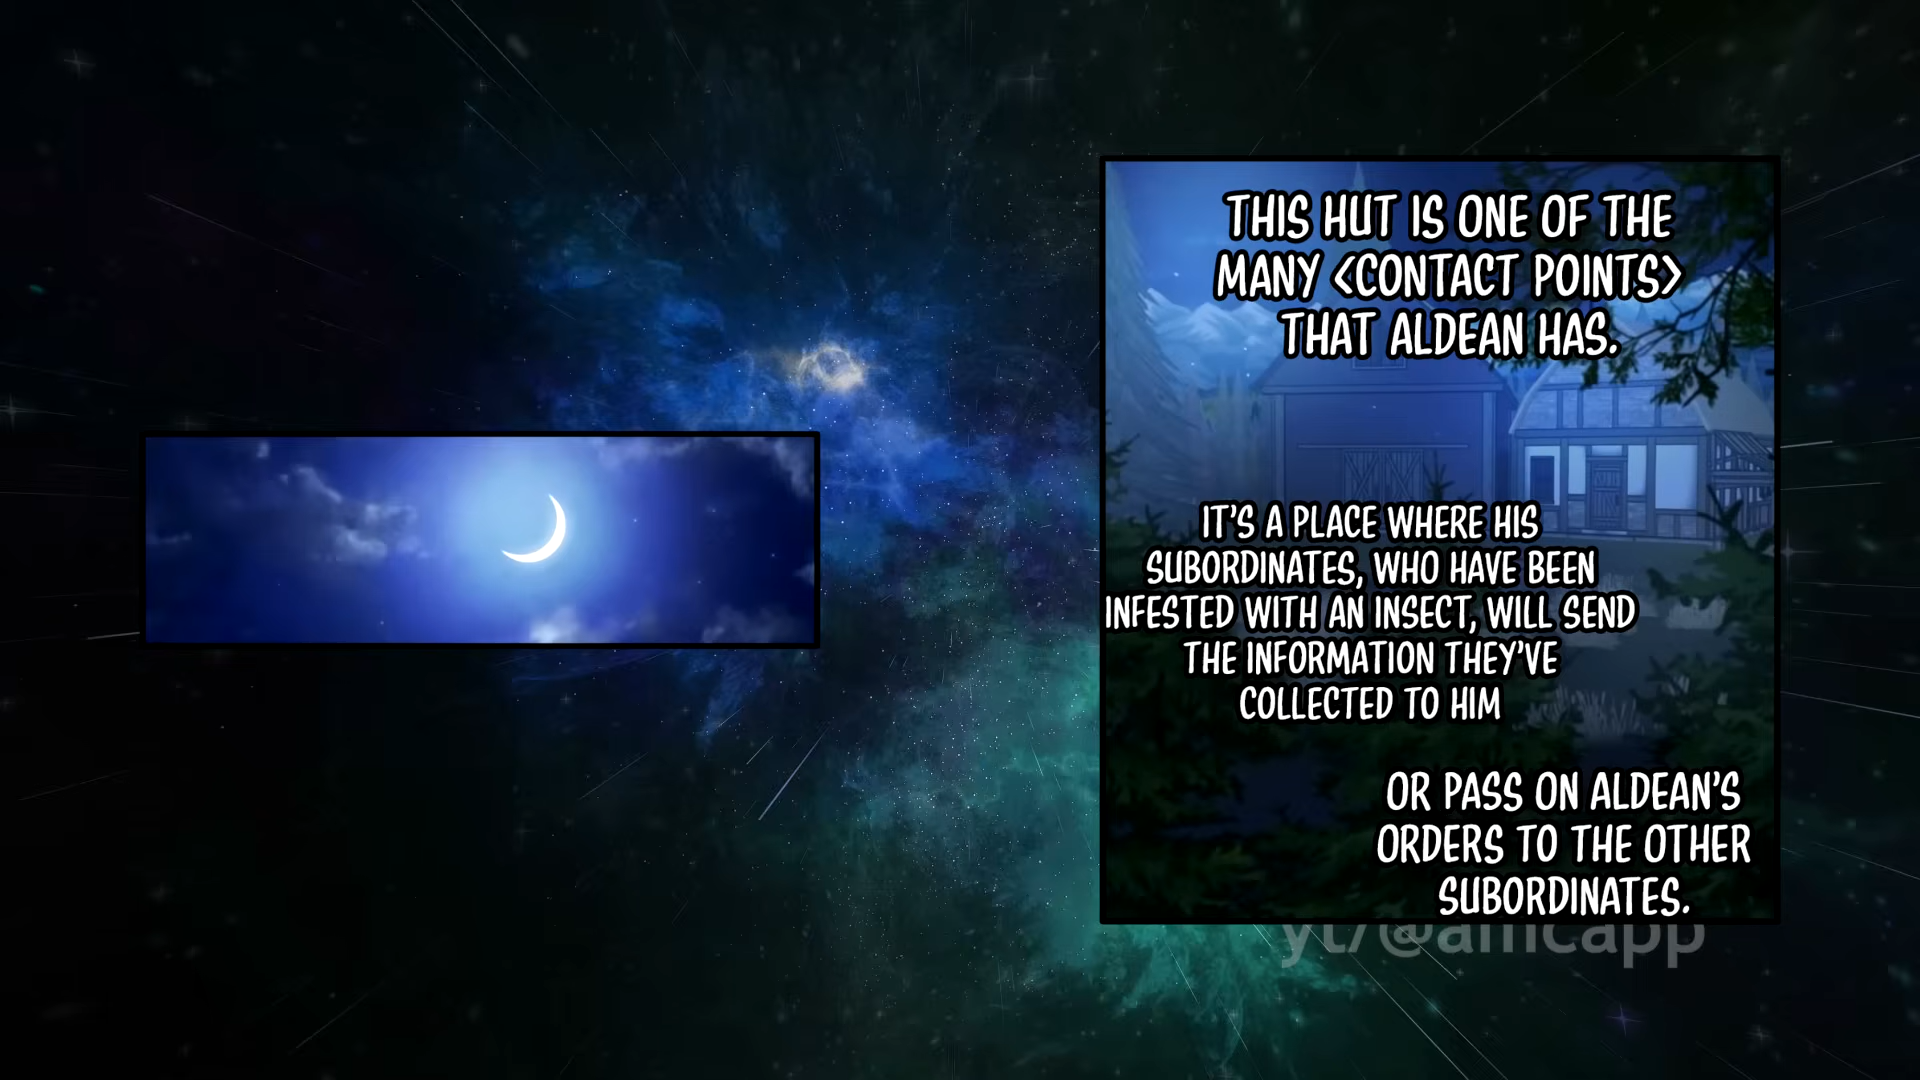 THIS HUT IS ONE OF THE
MANY <CONTACT POINTS>
THAT ALDEAN HAS.
IT'S A PLACE WHERE HIS
SUBORDINATES, WHO HAVE BEEN
INFESTED WITH AN INSECT, WILL SEND
THE INFORMATION THEY'VE
COLLECTED TO HIM
OR PASS ON ALDEAN'S
ORDERS TO THE OTHER
SUBORDINATES.
yt/@amcapp